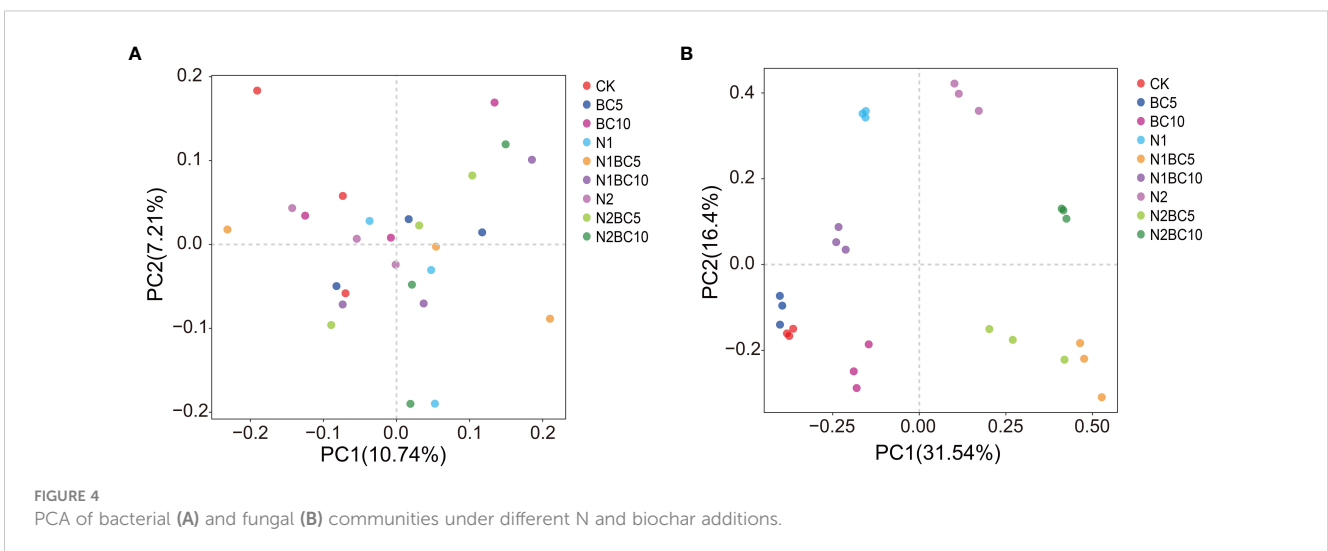 A
0.2
0.1
0.0
−0.1
−0.2
PC2(7.21%)
−0.2
−0.1
0.0
0.1
0.2
PC1(10.74%)
CK
BC5
BC10
N1
N1BC5
N1BC10
N2
N2BC5
N2BC10
B
0.4
0.2
0.0
−0.2
PC2(16.4%)
−0.25
0.00
0.25
0.50
PC1(31.54%)
CK
BC5
BC10
N1
N1BC5
N1BC10
N2
N2BC5
N2BC10
FIGURE 4
PCA of bacterial (A) and fungal (B) communities under different N and biochar additions.